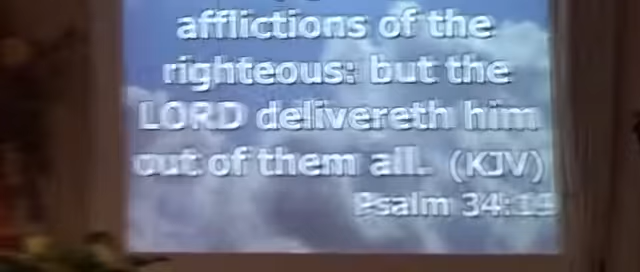 afflictions of the
righteous: but the
LORD delivereth him
out of them all. (KJV)
Psalm 34:19